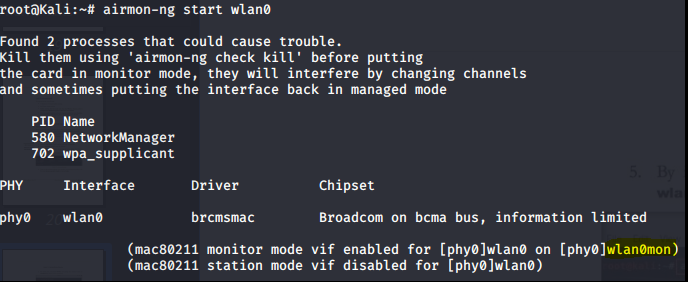 root@Kali:~# airmon-ng start wlan0
Found 2 processes that could cause trouble.
Kill them using 'airmon-ng check kill' before putting
the card in monitor mode, they will interfere by changing channels
and sometimes putting the interface back in managed mode
PID Name
580 NetworkManager
702 wpa_supplicant
PHY Interface Driver Chipset
phy0 wlan0 brcmsmac Broadcom on bcma bus, information limited
(mac80211 monitor mode vif enabled for [phy0]wlan0 on [phy0]wlan0mon)
(mac80211 station mode vif disabled for [phy0]wlan0)
5. By